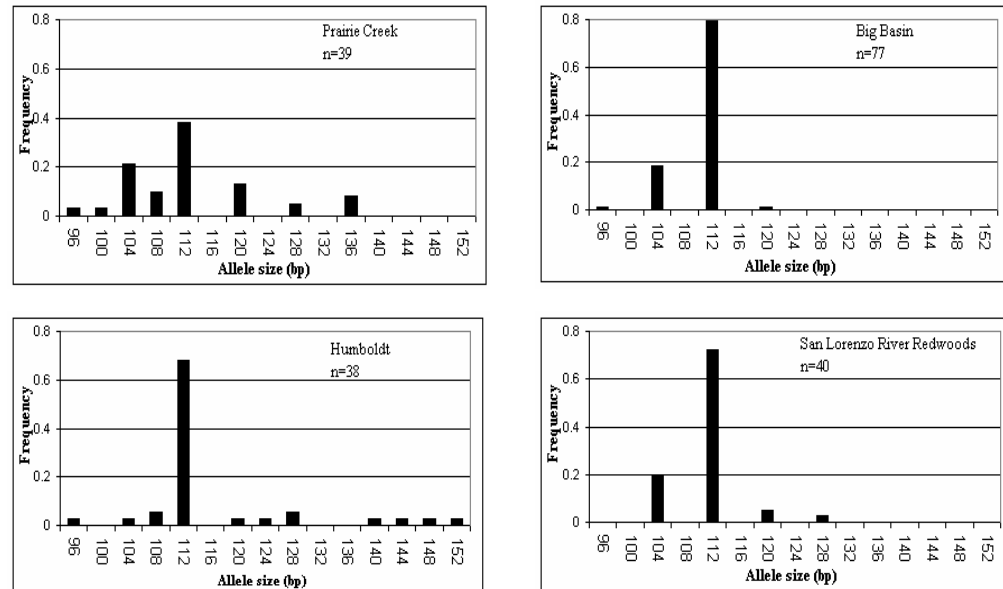 Prairie Creek
n=39
0.8
0.6
0.4
0.2
0
Frequency
96 100 104 108 112 116 120 124 128 132 136 140 144 148 152
Allele size (bp)
Big Basin
n=77
0.8
0.6
0.4
0.2
0
Frequency
96 100 104 108 112 116 120 124 128 132 136 140 144 148 152
Allele size (bp)
Humboldt
n=38
0.8
0.6
0.4
0.2
0
Frequency
96 100 104 108 112 116 120 124 128 132 136 140 144 148 152
Allele size (bp)
San Lorenzo River Redwoods
n=40
0.8
0.6
0.4
0.2
0
Frequency
96 100 104 108 112 116 120 124 128 132 136 140 144 148 152
Allele size (bp)